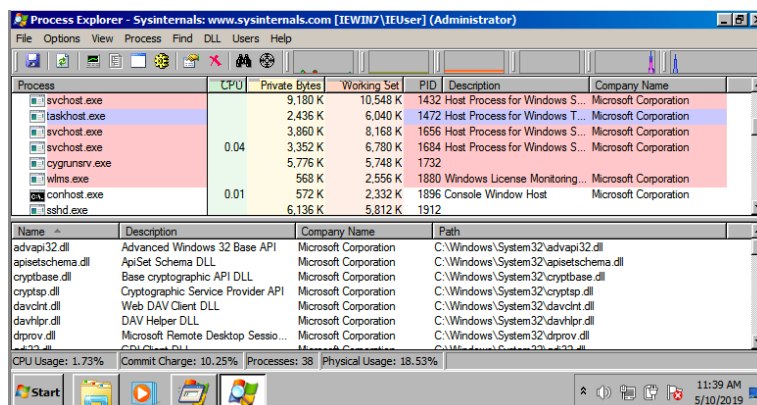 Process Explorer - Sysinternals: www.sysinternals.com [IEWIN7\IEUser] (Administrator)
File Options View Process Find DLL Users Help
Process CPU Private Bytes Working Set PID Description Company Name
svchost.exe 9,180 K 10,548 K 1432 Host Process for Windows S... Microsoft Corporation
taskhost.exe 2,436 K 6,040 K 1472 Host Process for Windows T... Microsoft Corporation
svchost.exe 3,860 K 8,168 K 1656 Host Process for Windows S... Microsoft Corporation
svchost.exe 0.04 3,352 K 6,780 K 1684 Host Process for Windows S... Microsoft Corporation
cygrunsrv.exe 5,776 K 5,748 K 1732
wlms.exe 568 K 2,556 K 1880 Windows License Monitoring... Microsoft Corporation
conhost.exe 0.01 572 K 2,332 K 1896 Console Window Host Microsoft Corporation
sshd.exe 6,136 K 5,812 K 1912
Name Description Company Name Path
advapi32.dll Advanced Windows 32 Base API Microsoft Corporation C:\Windows\System32\advapi32.dll
apisetschema.dll ApiSet Schema DLL Microsoft Corporation C:\Windows\System32\apisetschema.dll
cryptbase.dll Base cryptographic API DLL Microsoft Corporation C:\Windows\System32\cryptbase.dll
cryptsp.dll Cryptographic Service Provider API Microsoft Corporation C:\Windows\System32\cryptsp.dll
davclnt.dll Web DAV Client DLL Microsoft Corporation C:\Windows\System32\davclnt.dll
davhlpr.dll DAV Helper DLL Microsoft Corporation C:\Windows\System32\davhlpr.dll
drprov.dll Microsoft Remote Desktop Sessio... Microsoft Corporation C:\Windows\System32\drprov.dll
gdi32.dll GDI Client DLL Microsoft Corporation C:\Windows\System32\gdi32.dll
CPU Usage: 1.73% Commit Charge: 10.25% Processes: 38 Physical Usage: 18.53%
Start
11:39 AM
5/10/2019